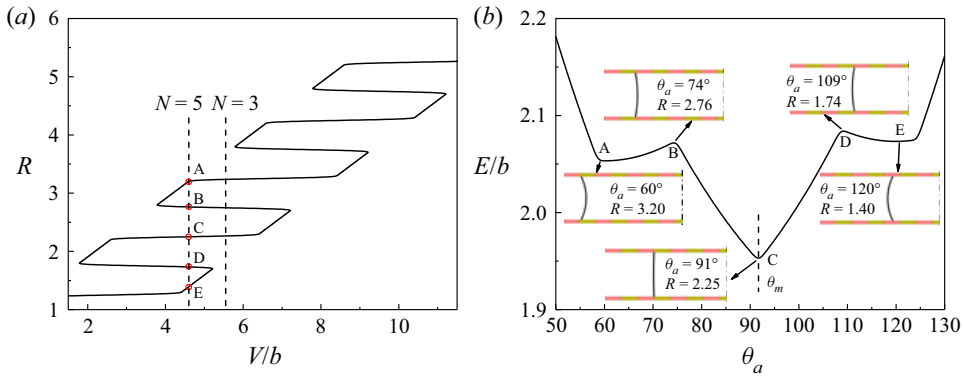 (a)
6
5
4
3
2
1
R
N = 5 N = 3
A
B
C
D
E
2 4 6 8 10
V/b
(b)
2.2
2.1
2.0
1.9
E/b
θa = 74°
R = 2.76
θa = 109°
R = 1.74
A
B
D
E
θa = 60°
R = 3.20
θa = 120°
R = 1.40
θa = 91°
R = 2.25
C
θm
50 60 70 80 90 100 110 120 130
θa